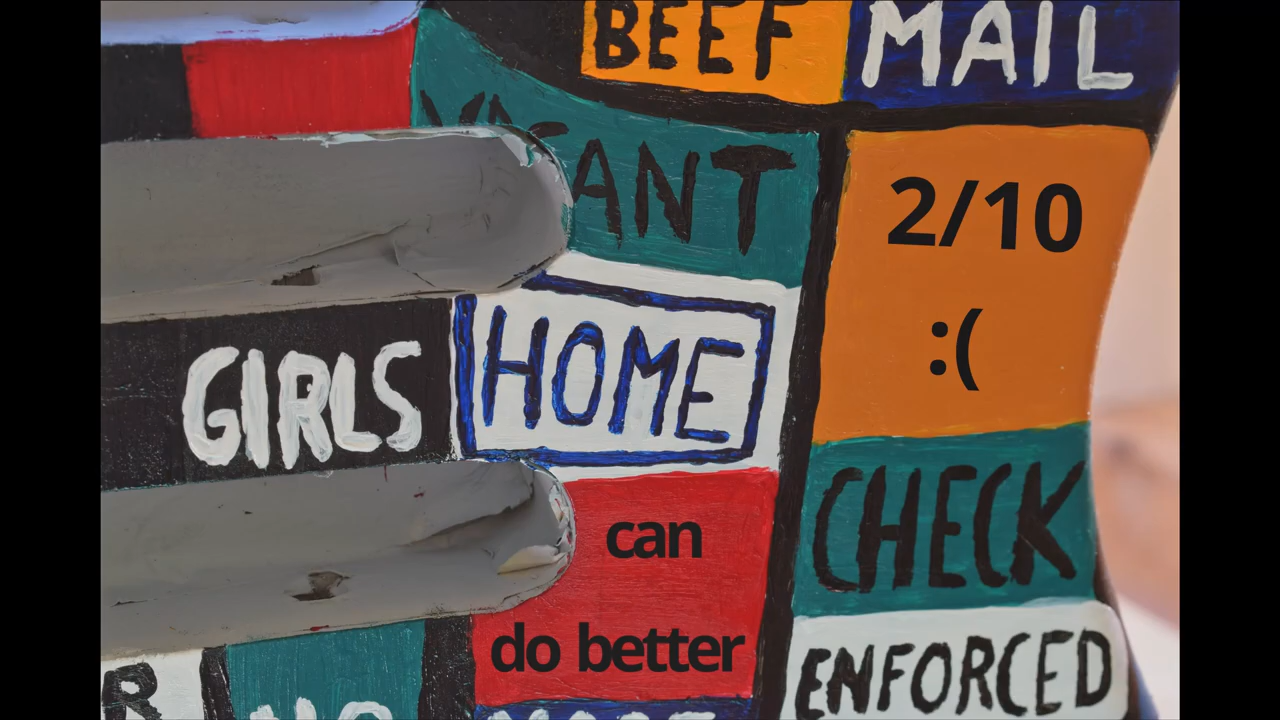 BEEF
MAIL
VACANT
2/10
:(
GIRLS
HOME
can
do better
CHECK
ENFORCED